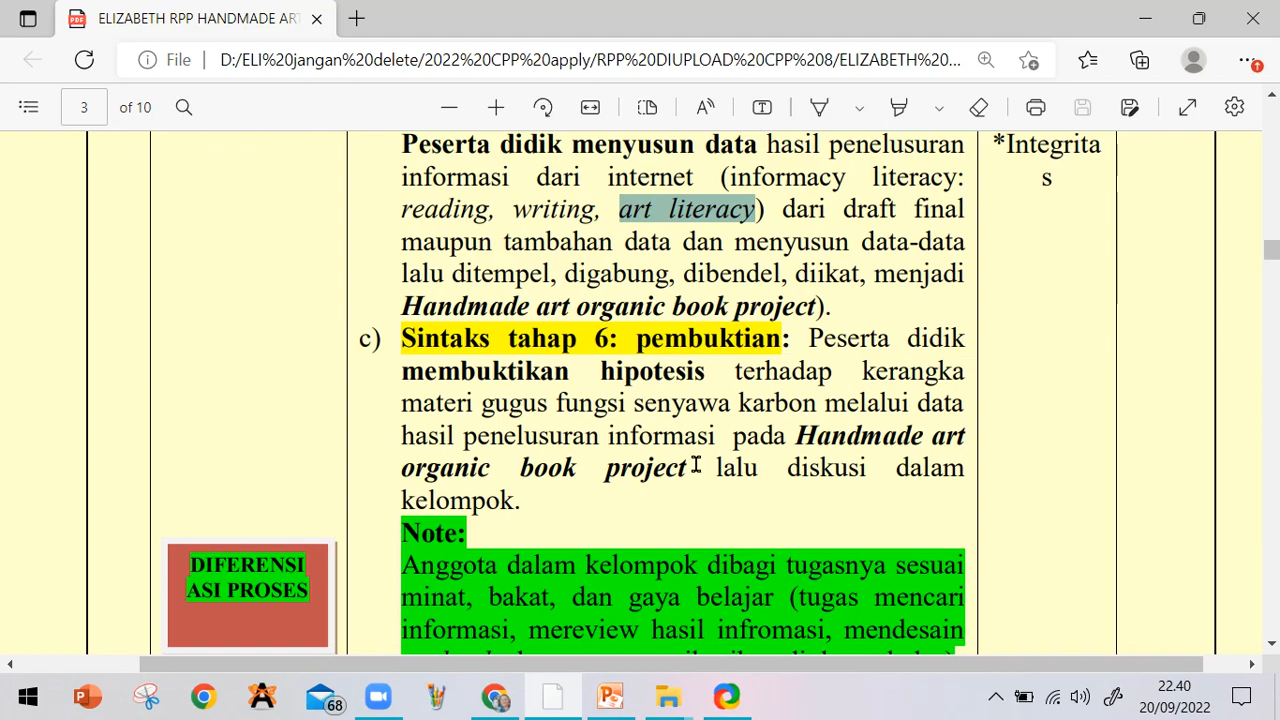 ELIZABETH RPP HANDMADE AR
File
D:/ELI%20jangan%20delete/2022%20CPP%20apply/RPP%20DIUPLOAD%20CPP%208/ELIZABETH%20...
3
of 10
Peserta didik menyusun data hasil penelusuran
informasi dari internet (informacy literacy:
reading, writing, art literacy) dari draft final
maupun tambahan data dan menyusun data-data
lalu ditempel, digabung, dibendel, diikat, menjadi
Handmade art organic book project).
*Integrita
s
c) Sintaks tahap 6: pembuktian: Peserta didik
membuktikan hipotesis terhadap kerangka
materi gugus fungsi senyawa karbon melalui data
hasil penelusuran informasi pada Handmade art
organic book project lalu diskusi dalam
kelompok.
Note:
Anggota dalam kelompok dibagi tugasnya sesuai
minat, bakat, dan gaya belajar (tugas mencari
informasi, mereview hasil infromasi, mendesain
DIFERENSI
ASI PROSES
68
22.40
20/09/2022